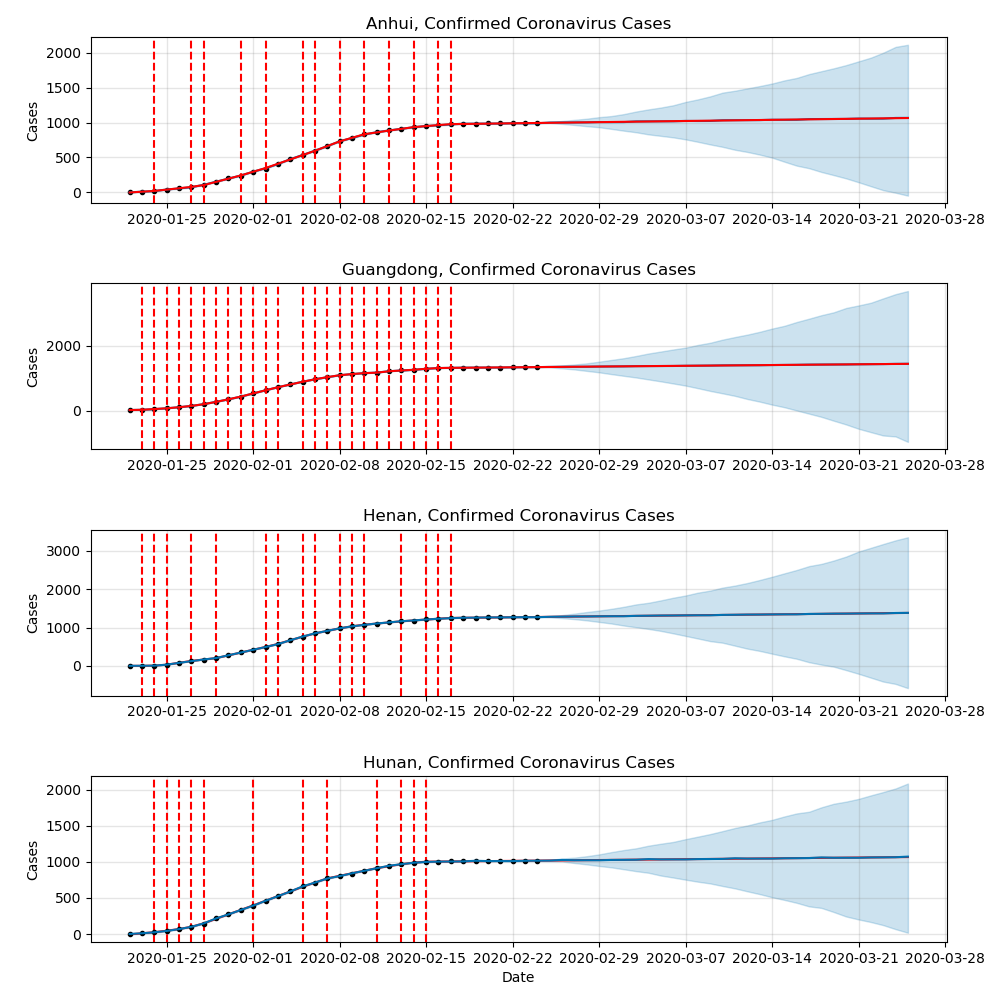 Anhui, Confirmed Coronavirus Cases
2000
1500
1000
500
0
Cases
2020-01-25 2020-02-01 2020-02-08 2020-02-15 2020-02-22 2020-02-29 2020-03-07 2020-03-14 2020-03-21 2020-03-28
Guangdong, Confirmed Coronavirus Cases
2000
0
Cases
2020-01-25 2020-02-01 2020-02-08 2020-02-15 2020-02-22 2020-02-29 2020-03-07 2020-03-14 2020-03-21 2020-03-28
Henan, Confirmed Coronavirus Cases
3000
2000
1000
0
Cases
2020-01-25 2020-02-01 2020-02-08 2020-02-15 2020-02-22 2020-02-29 2020-03-07 2020-03-14 2020-03-21 2020-03-28
Hunan, Confirmed Coronavirus Cases
2000
1500
1000
500
0
Cases
2020-01-25 2020-02-01 2020-02-08 2020-02-15 2020-02-22 2020-02-29 2020-03-07 2020-03-14 2020-03-21 2020-03-28
Date